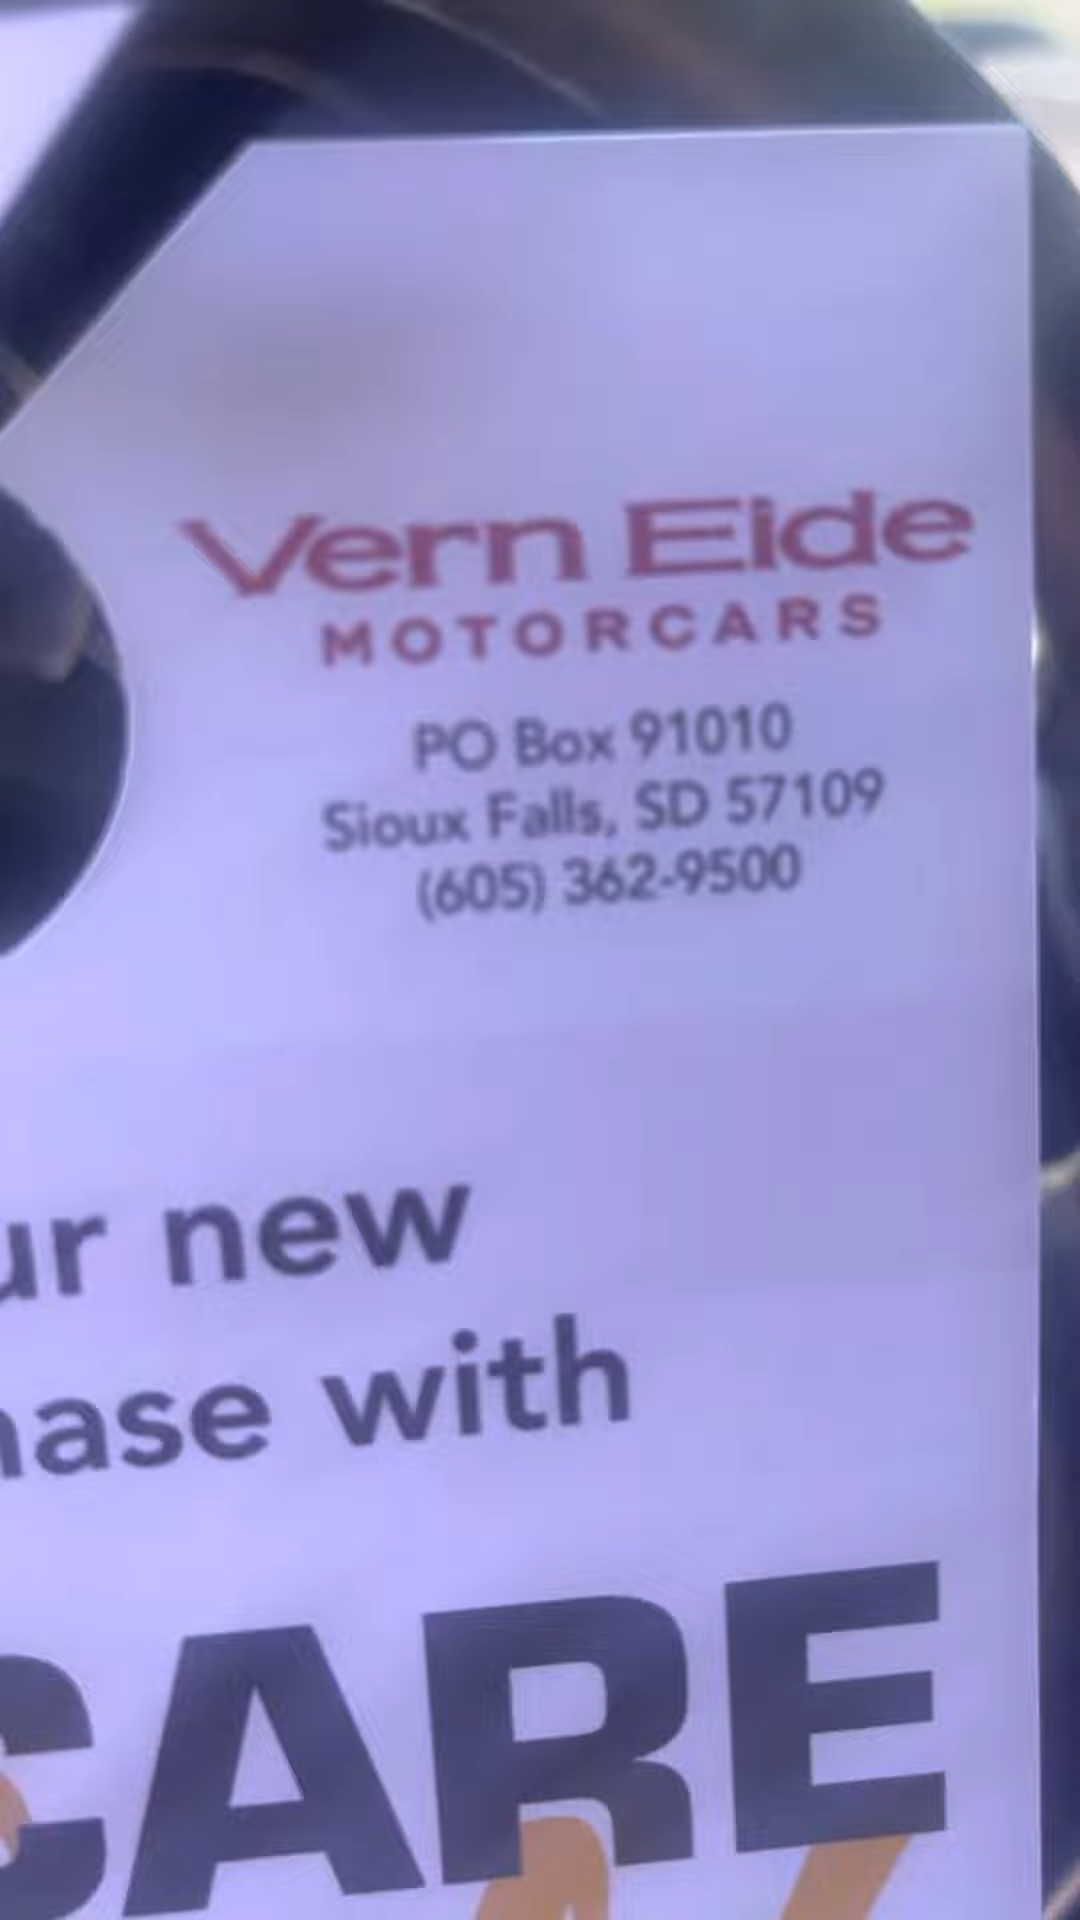 Vern Eide
MOTORCARS
PO Box 91010
Sioux Falls, SD 57109
(605) 362-9500
ur new
hase with
CARE